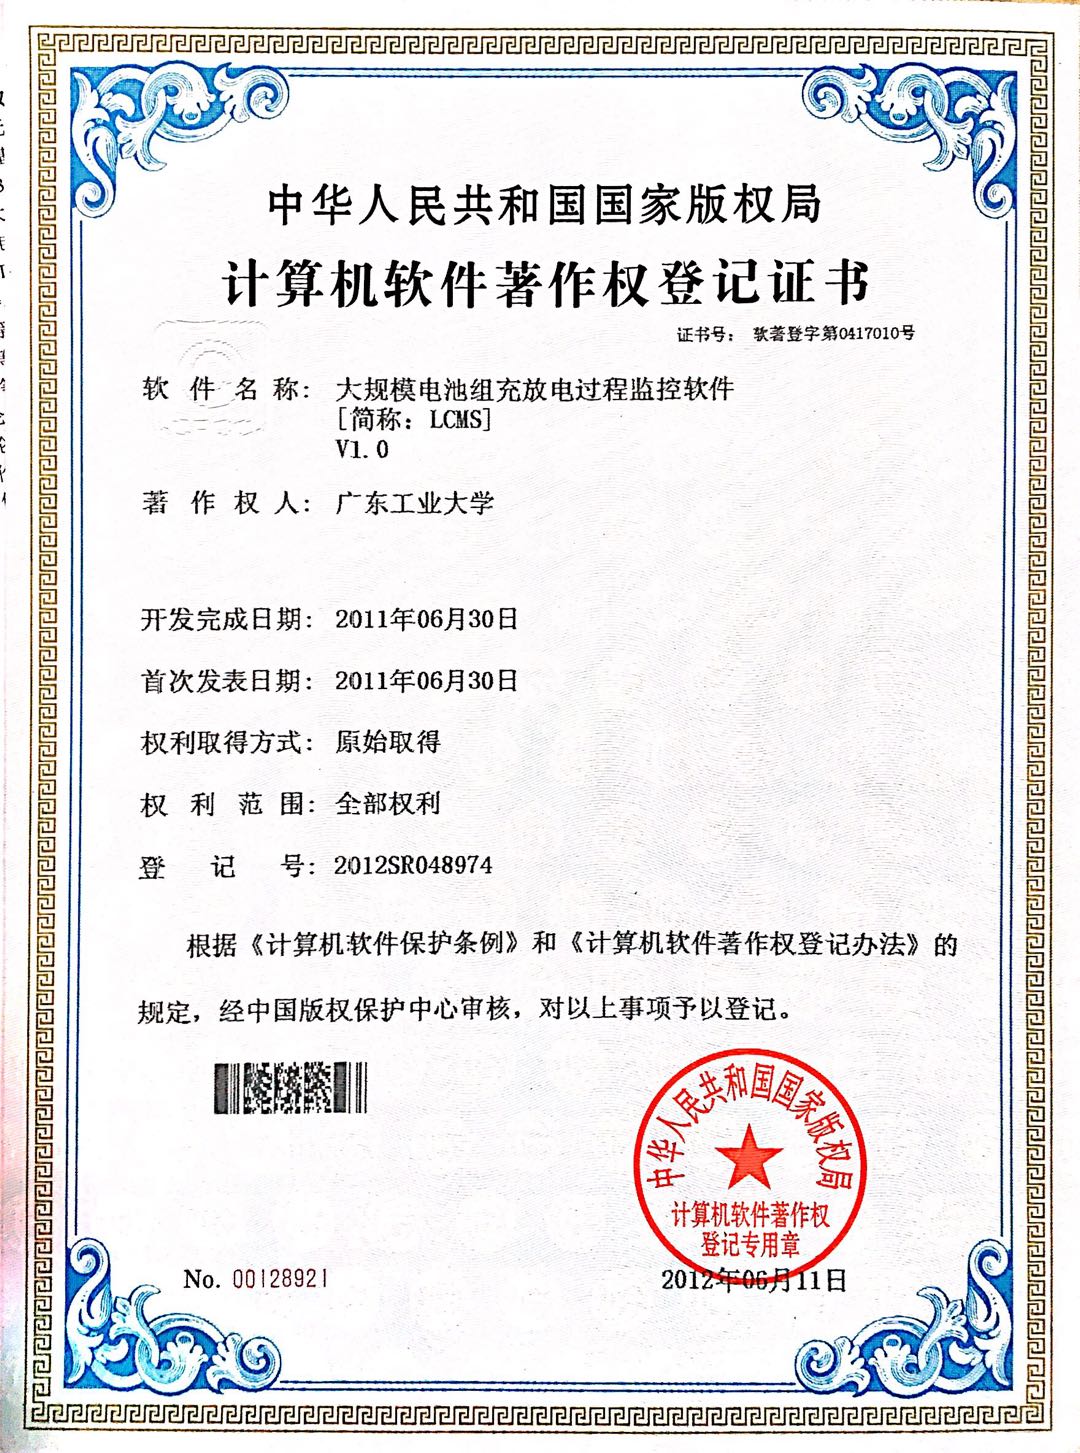 中华人民共和国国家版权局
计算机软件著作权登记证书
证书号： 软著登字第0417010号
软件名称： 大规模电池组充放电过程监控软件
[简称：LCMS]
V1.0
著作权人： 广东工业大学
开发完成日期： 2011年06月30日
首次发表日期： 2011年06月30日
权利取得方式： 原始取得
权利范围： 全部权利
登记号： 2012SR048974
根据《计算机软件保护条例》和《计算机软件著作权登记办法》的
规定，经中国版权保护中心审核，对以上事项予以登记。
中华人民共和国国家版权局
计算机软件著作权
登记专用章
No. 00128921
2012年06月11日